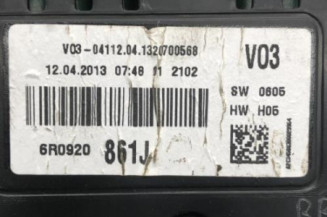 V03-04112.04.1320700568
12.04.2013 07:48 11 2102
V03
SW 0605
HW H05
6R0920 861J